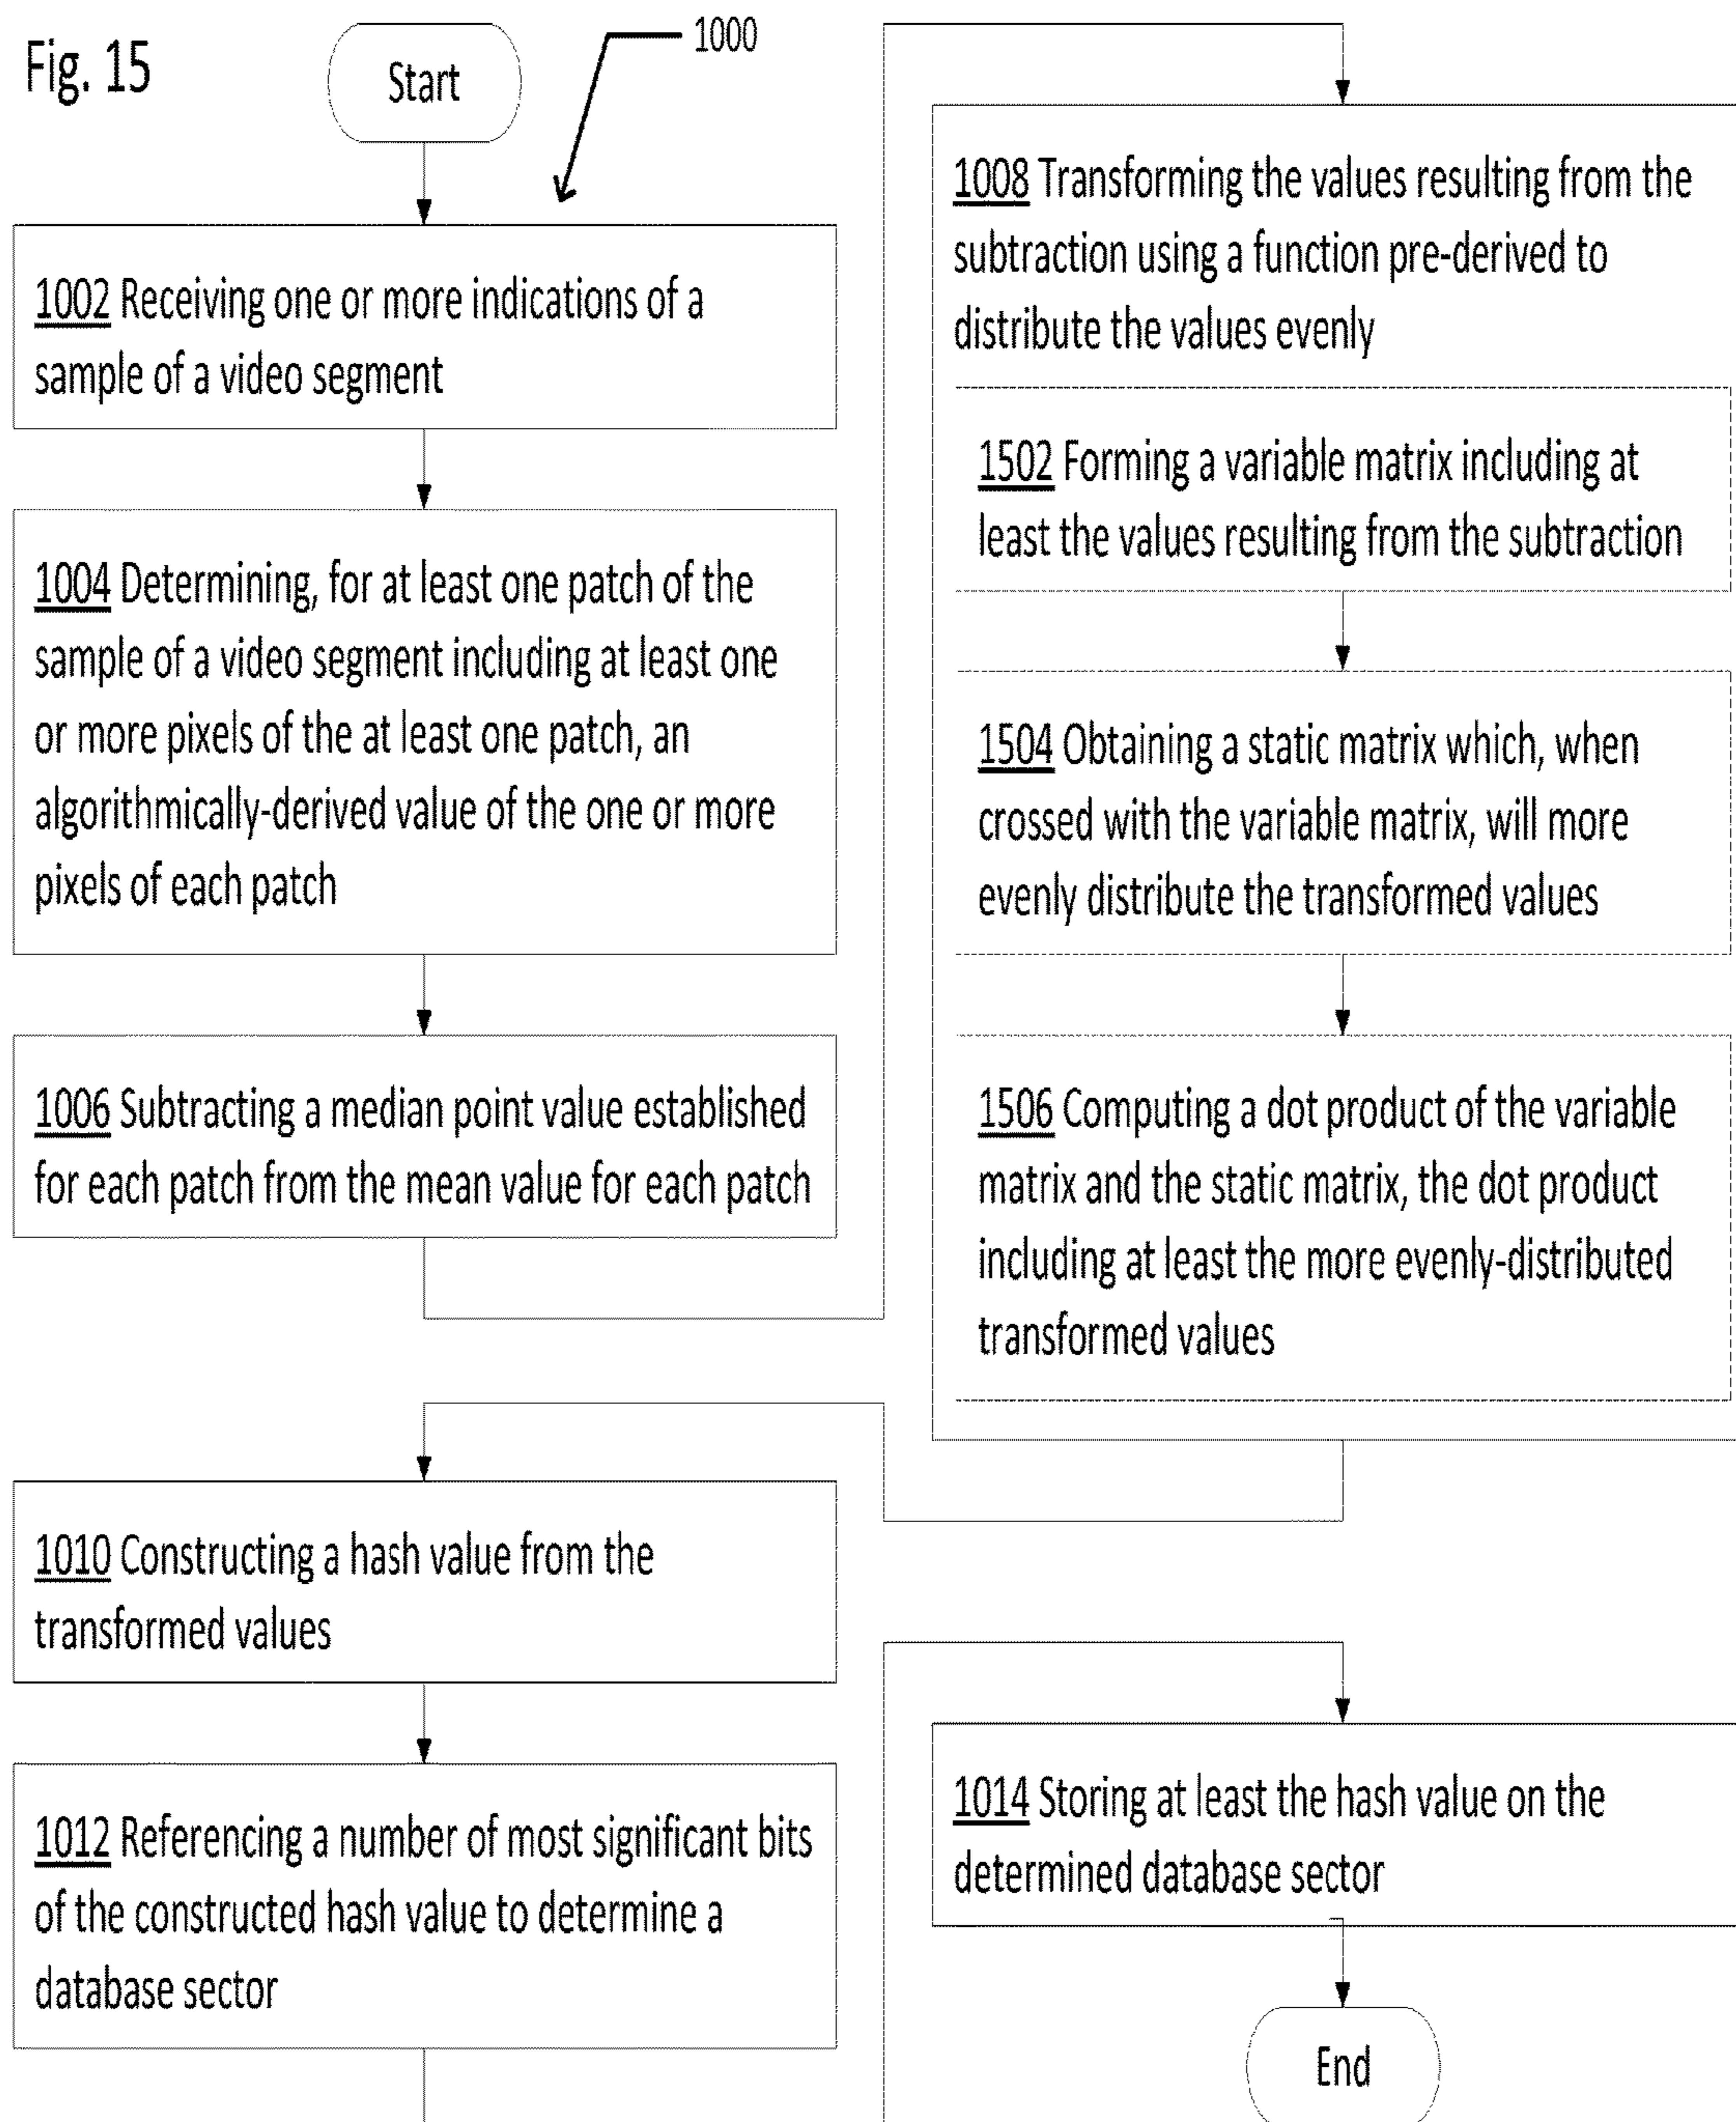 Fig. 15
Start
1000
1002 Receiving one or more indications of a
sample of a video segment
1004 Determining, for at least one patch of the
sample of a video segment including at least one
or more pixels of the at least one patch, an
algorithmically-derived value of the one or more
pixels of each patch
1006 Subtracting a median point value established
for each patch from the mean value for each patch
1008 Transforming the values resulting from the
subtraction using a function pre-derived to
distribute the values evenly
1502 Forming a variable matrix including at
least the values resulting from the subtraction
1504 Obtaining a static matrix which, when
crossed with the variable matrix, will more
evenly distribute the transformed values
1506 Computing a dot product of the variable
matrix and the static matrix, the dot product
including at least the more evenly-distributed
transformed values
1010 Constructing a hash value from the
transformed values
1012 Referencing a number of most significant bits
of the constructed hash value to determine a
database sector
1014 Storing at least the hash value on the
determined database sector
End